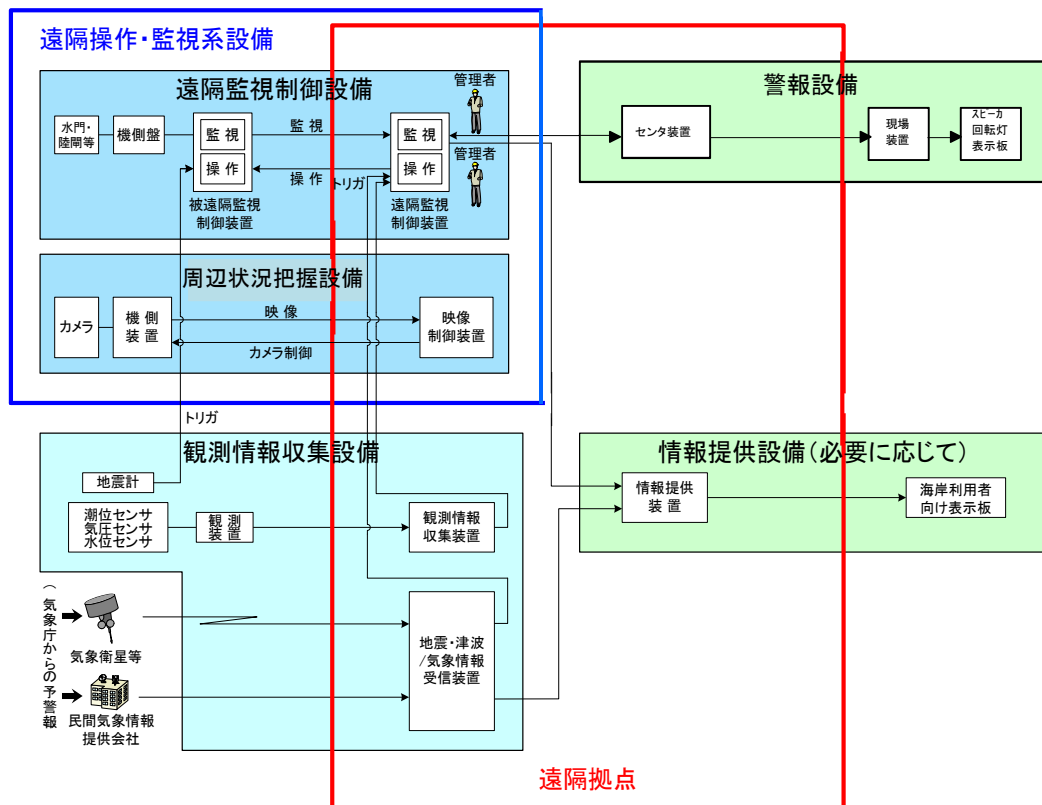 遠隔操作・監視系設備
遠隔監視制御設備
管理者
水門・
陸閘等
機側盤
監 視
操 作
監 視
操 作
トリガ
監 視
操 作
管理者
被遠隔監視
制御装置
遠隔監視
制御装置
周辺状況把握設備
カメラ
機 側
装 置
映 像
カメラ制御
映像
制御装置
トリガ
警報設備
センタ装置
現場
装置
スピーカ
回転灯
表示板
観測情報収集設備
地震計
潮位センサ
気圧センサ
水位センサ
観 測
装 置
観測情報
収集装置
(気象庁からの予警報
気象衛星等
民間気象情報
提供会社
地震・津波
/気象情報
受信装置
情報提供設備(必要に応じて)
情報提供
装 置
海岸利用者
向け表示板
遠隔拠点